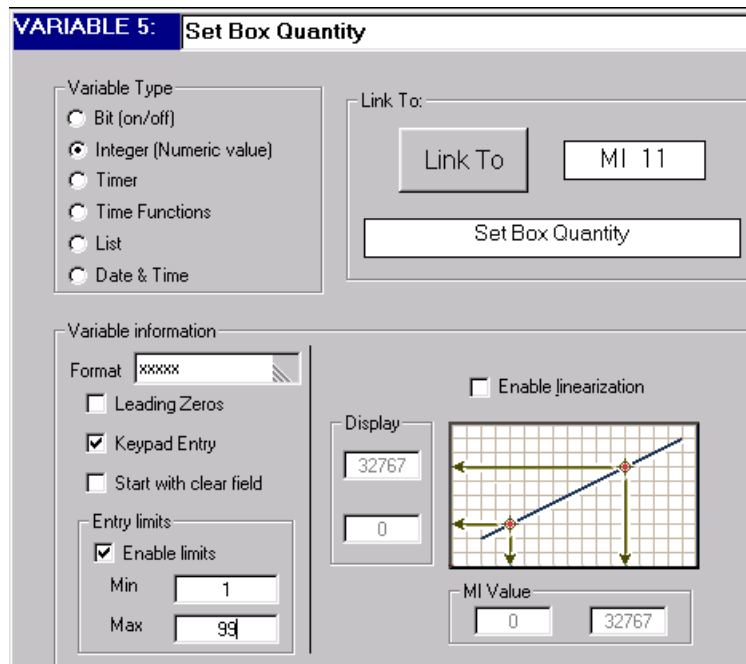 VARIABLE 5: Set Box Quantity
Variable Type
Bit (on/off)
Integer (Numeric value)
Timer
Time Functions
List
Date & Time
Link To:
Link To MI 11
Set Box Quantity
Variable information
Format xxxxx
Leading Zeros
Keypad Entry
Start with clear field
Entry limits
Enable limits
Min 1
Max 99
Enable linearization
Display
32767
0
MI Value
0 32767